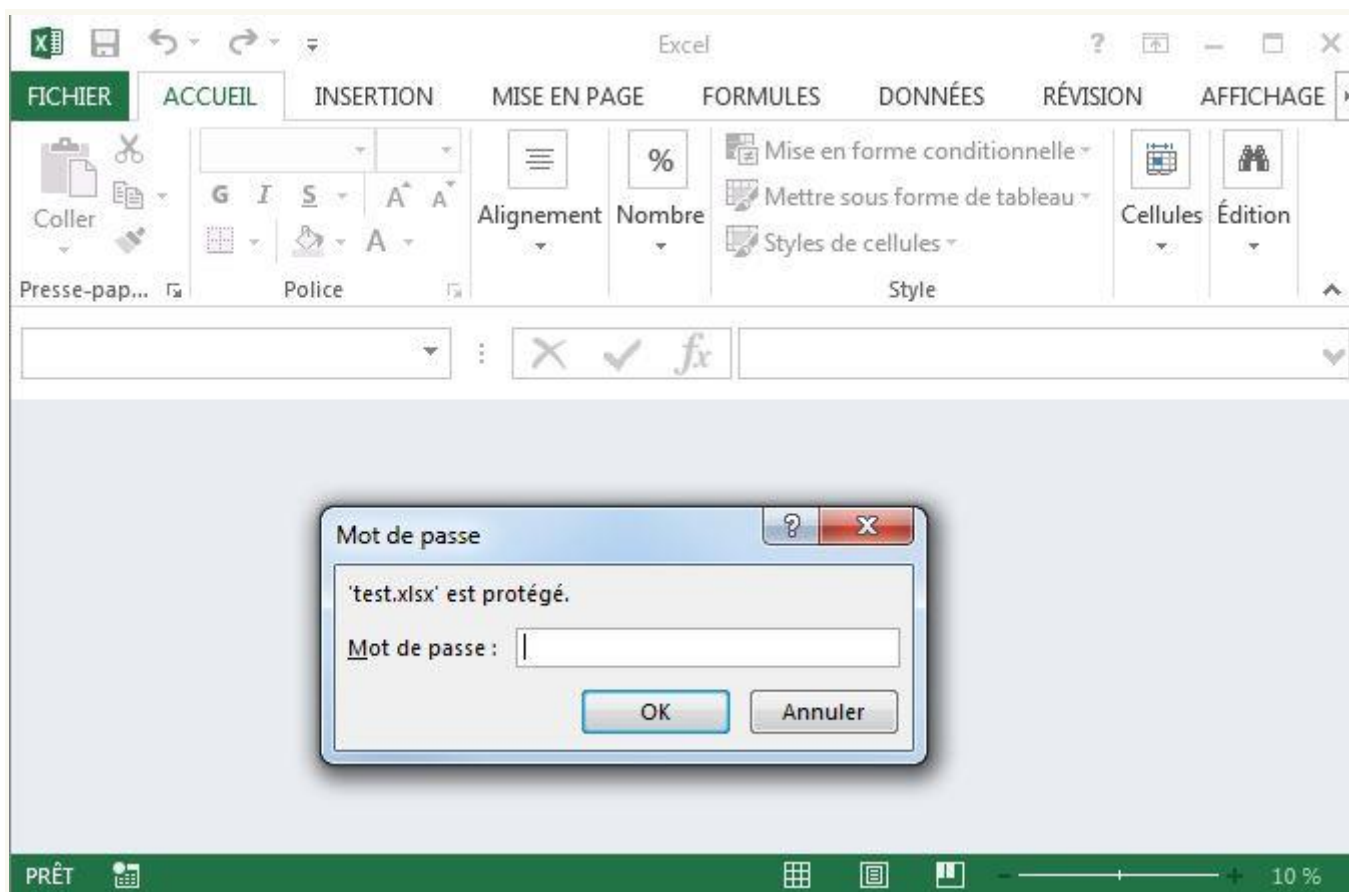 Excel
FICHIER ACCUEIL INSERTION MISE EN PAGE FORMULES DONNÉES RÉVISION AFFICHAGE
Coller
G I S A A
A
Alignement
%
Nombre
Mise en forme conditionnelle
Mettre sous forme de tableau
Styles de cellules
Cellules
Édition
Presse-pap... Police Style
fx
Mot de passe
'test.xlsx' est protégé.
Mot de passe :
OK Annuler
PRÊT 10 %